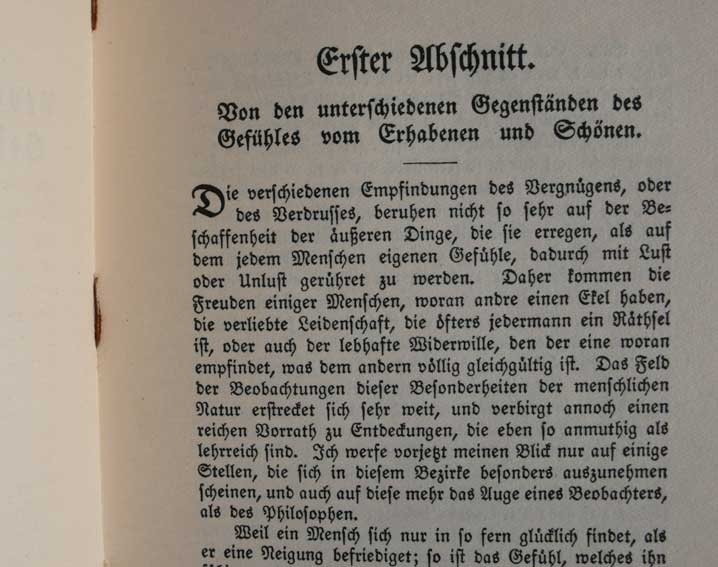 Erster Abschnitt.
Von den unterschiedenen Gegenständen des
Gefühles vom Erhabenen und Schönen.
Die verschiedenen Empfindungen des Vergnügens, oder
des Verdrusses, beruhen nicht so sehr auf der Be-
schaffenheit der äußeren Dinge, die sie erregen, als auf
dem jedem Menschen eigenen Gefühle, dadurch mit Lust
oder Unlust gerühret zu werden. Daher kommen die
Freuden einiger Menschen, woran andre einen Ekel haben,
die verliebte Leidenschaft, die öfters jedermann ein Räthsel
ist, oder auch der lebhafte Widerwille, den der eine woran
empfindet, was dem andern völlig gleichgültig ist. Das Feld
der Beobachtungen dieser Besonderheiten der menschlichen
Natur erstrecket sich sehr weit, und verbirgt annoch einen
reichen Vorrath zu Entdeckungen, die eben so anmuthig als
lehrreich sind. Ich werfe vorjetzt meinen Blick nur auf einige
Stellen, die sich in diesem Bezirke besonders auszunehmen
scheinen, und auch auf diese mehr das Auge eines Beobachters,
als des Philosophen.
Weil ein Mensch sich nur in so fern glücklich findet, als
er eine Neigung befriediget; so ist das Gefühl, welches ihn